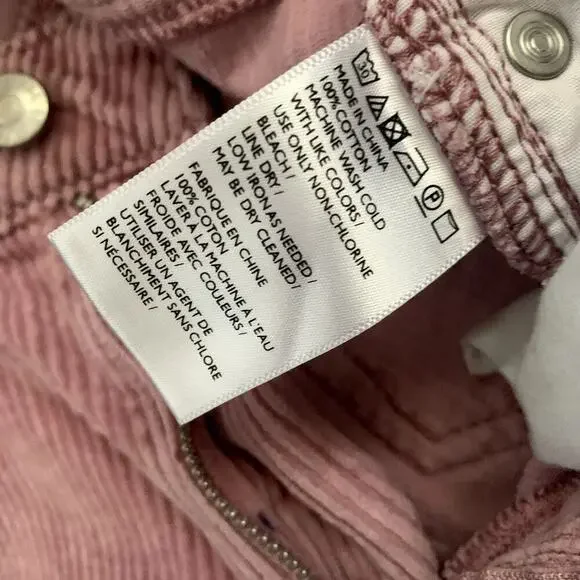 30
P
MADE IN CHINA
100% COTTON
MACHINE WASH COLD
WITH LIKE COLORS/
USE ONLY NON-CHLORINE
BLEACH/
LINE DRY/
LOW IRON AS NEEDED/
MAY BE DRY CLEANED/
FABRIQUE EN CHINE
100% COTON
LAVER A LA MACHINE À L'EAU
FROIDE AVEC COULEURS/
SIMILAIRES/
UTILISER UN AGENT DE
BLANCHIMENT SANS CHLORE
SI NECESSAIRE/